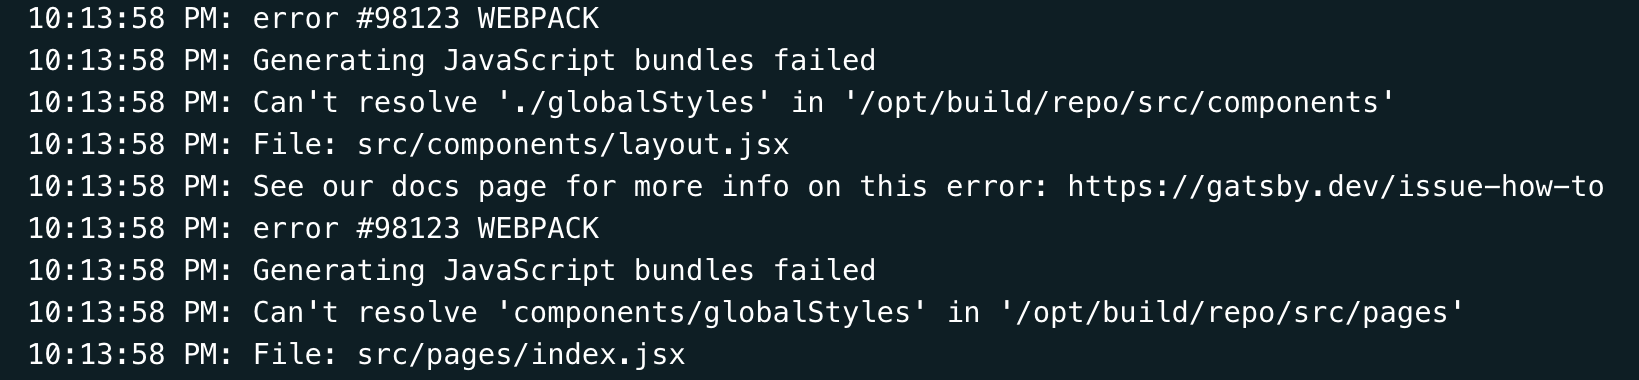 10:13:58 PM: error #98123 WEBPACK
10:13:58 PM: Generating JavaScript bundles failed
10:13:58 PM: Can't resolve './globalStyles' in '/opt/build/repo/src/components'
10:13:58 PM: File: src/components/layout.jsx
10:13:58 PM: See our docs page for more info on this error: https://gatsby.dev/issue-how-to
10:13:58 PM: error #98123 WEBPACK
10:13:58 PM: Generating JavaScript bundles failed
10:13:58 PM: Can't resolve 'components/globalStyles' in '/opt/build/repo/src/pages'
10:13:58 PM: File: src/pages/index.jsx